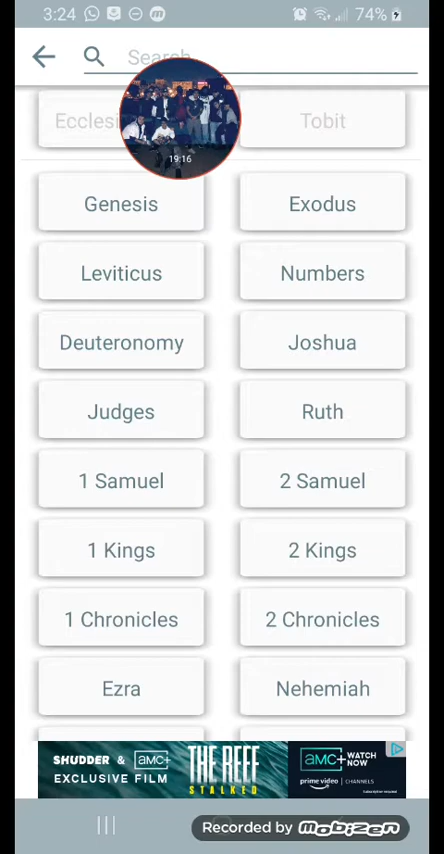 3:24
74%
Search
Ecclesi
Tobit
19:16
Genesis
Exodus
Leviticus
Numbers
Deuteronomy
Joshua
Judges
Ruth
1 Samuel
2 Samuel
1 Kings
2 Kings
1 Chronicles
2 Chronicles
Ezra
Nehemiah
SHUDDER & aMC+
EXCLUSIVE FILM
THE REEF
STALKED
aMC+
WATCH
NOW
prime video | CHANNELS
Subscription required
Recorded by Mobizen